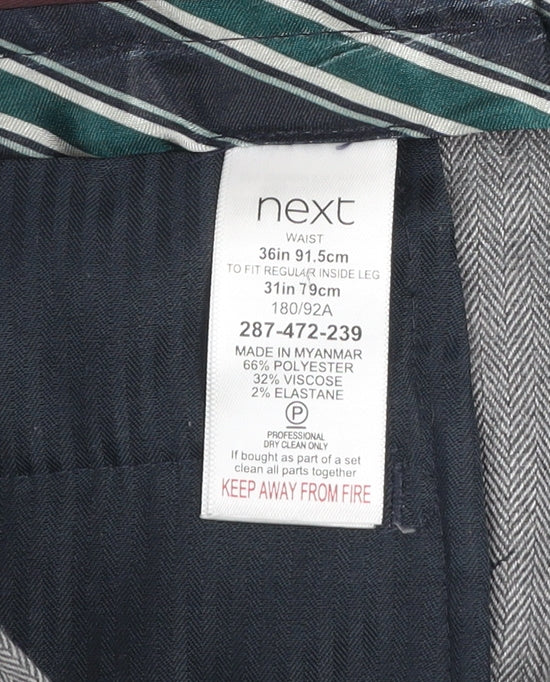 next
WAIST
36in 91.5cm
TO FIT REGULAR INSIDE LEG
31in 79cm
180/92A
287-472-239
MADE IN MYANMAR
66% POLYESTER
32% VISCOSE
2% ELASTANE
P
PROFESSIONAL
DRY CLEAN ONLY
If bought as part of a set
clean all parts together
KEEP AWAY FROM FIRE